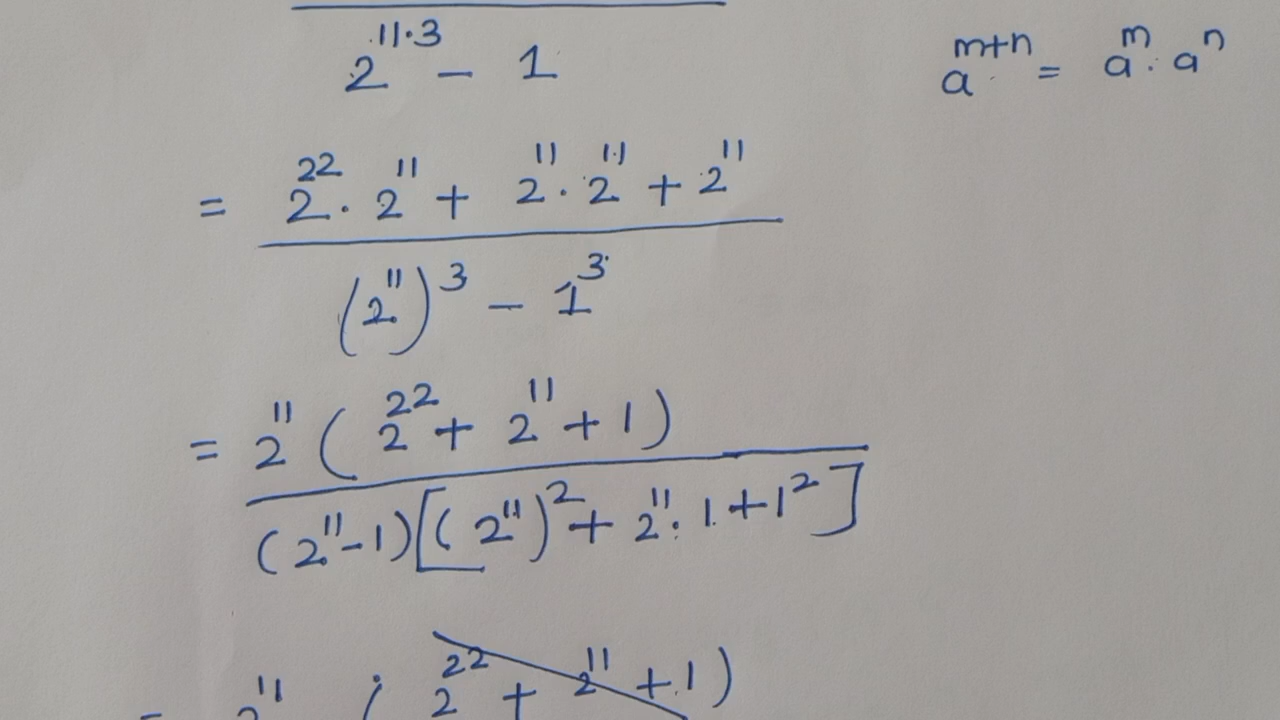 2^{11·3} - 1
a^{m+n} = a^m · a^n
= \frac{2^{22} · 2^{11} + 2^{11} · 2^{11} + 2^{11}}{(2^{11})^3 - 1^3}
= \frac{2^{11} (2^{22} + 2^{11} + 1)}{(2^{11} - 1)[(2^{11})^2 + 2^{11} · 1 + 1^2]}
= 2^{11} (2^{22} + 2^{11} + 1)